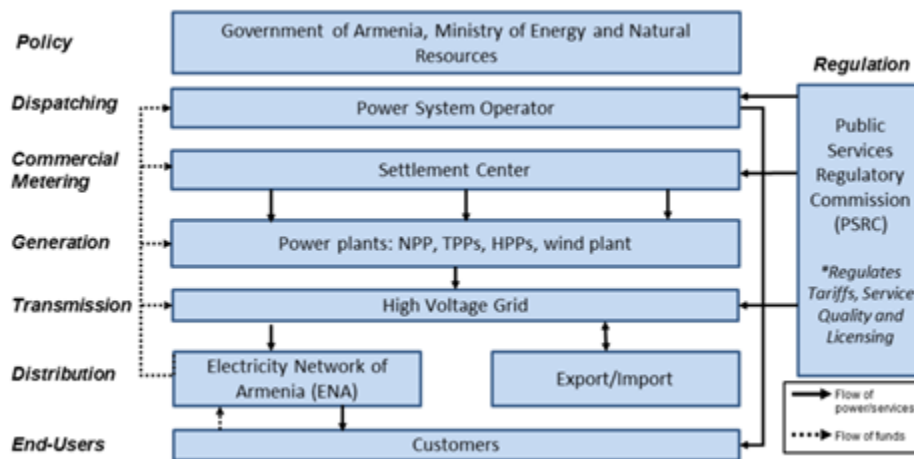 Policy
Government of Armenia, Ministry of Energy and Natural
Resources
Regulation
Dispatching
Power System Operator
Public
Services
Regulatory
Commission
(PSRC)
*Regulates
Tariffs, Service
Quality and
Licensing
Commercial
Metering
Settlement Center
Generation
Power plants: NPP, TPPs, HPPs, wind plant
Transmission
High Voltage Grid
Distribution
Electricity Network of
Armenia (ENA)
Export/Import
End-Users
Customers
Flow of
power/services
Flow of funds